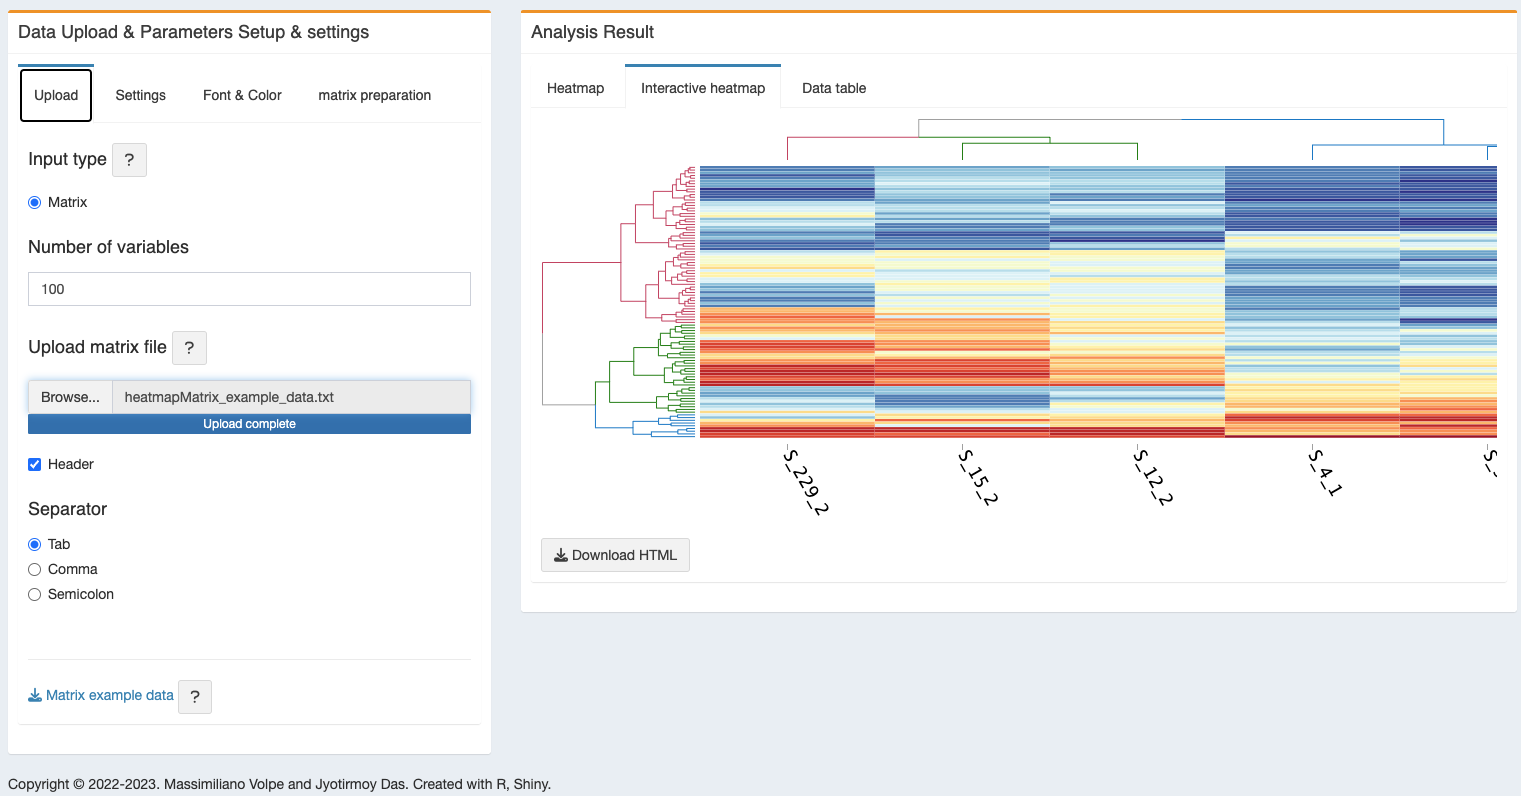 Data Upload & Parameters Setup & settings
Upload Settings Font & Color matrix preparation
Input type ?
Matrix
Number of variables
100
Upload matrix file ?
Browse... heatmapMatrix_example_data.txt
Upload complete
Header
Separator
Tab
Comma
Semicolon
Matrix example data ?
Analysis Result
Heatmap Interactive heatmap Data table
S_229_2
S_15_2
S_12_2
S_4_1
Download HTML
Copyright © 2022-2023. Massimiliano Volpe and Jyotirmoy Das. Created with R, Shiny.